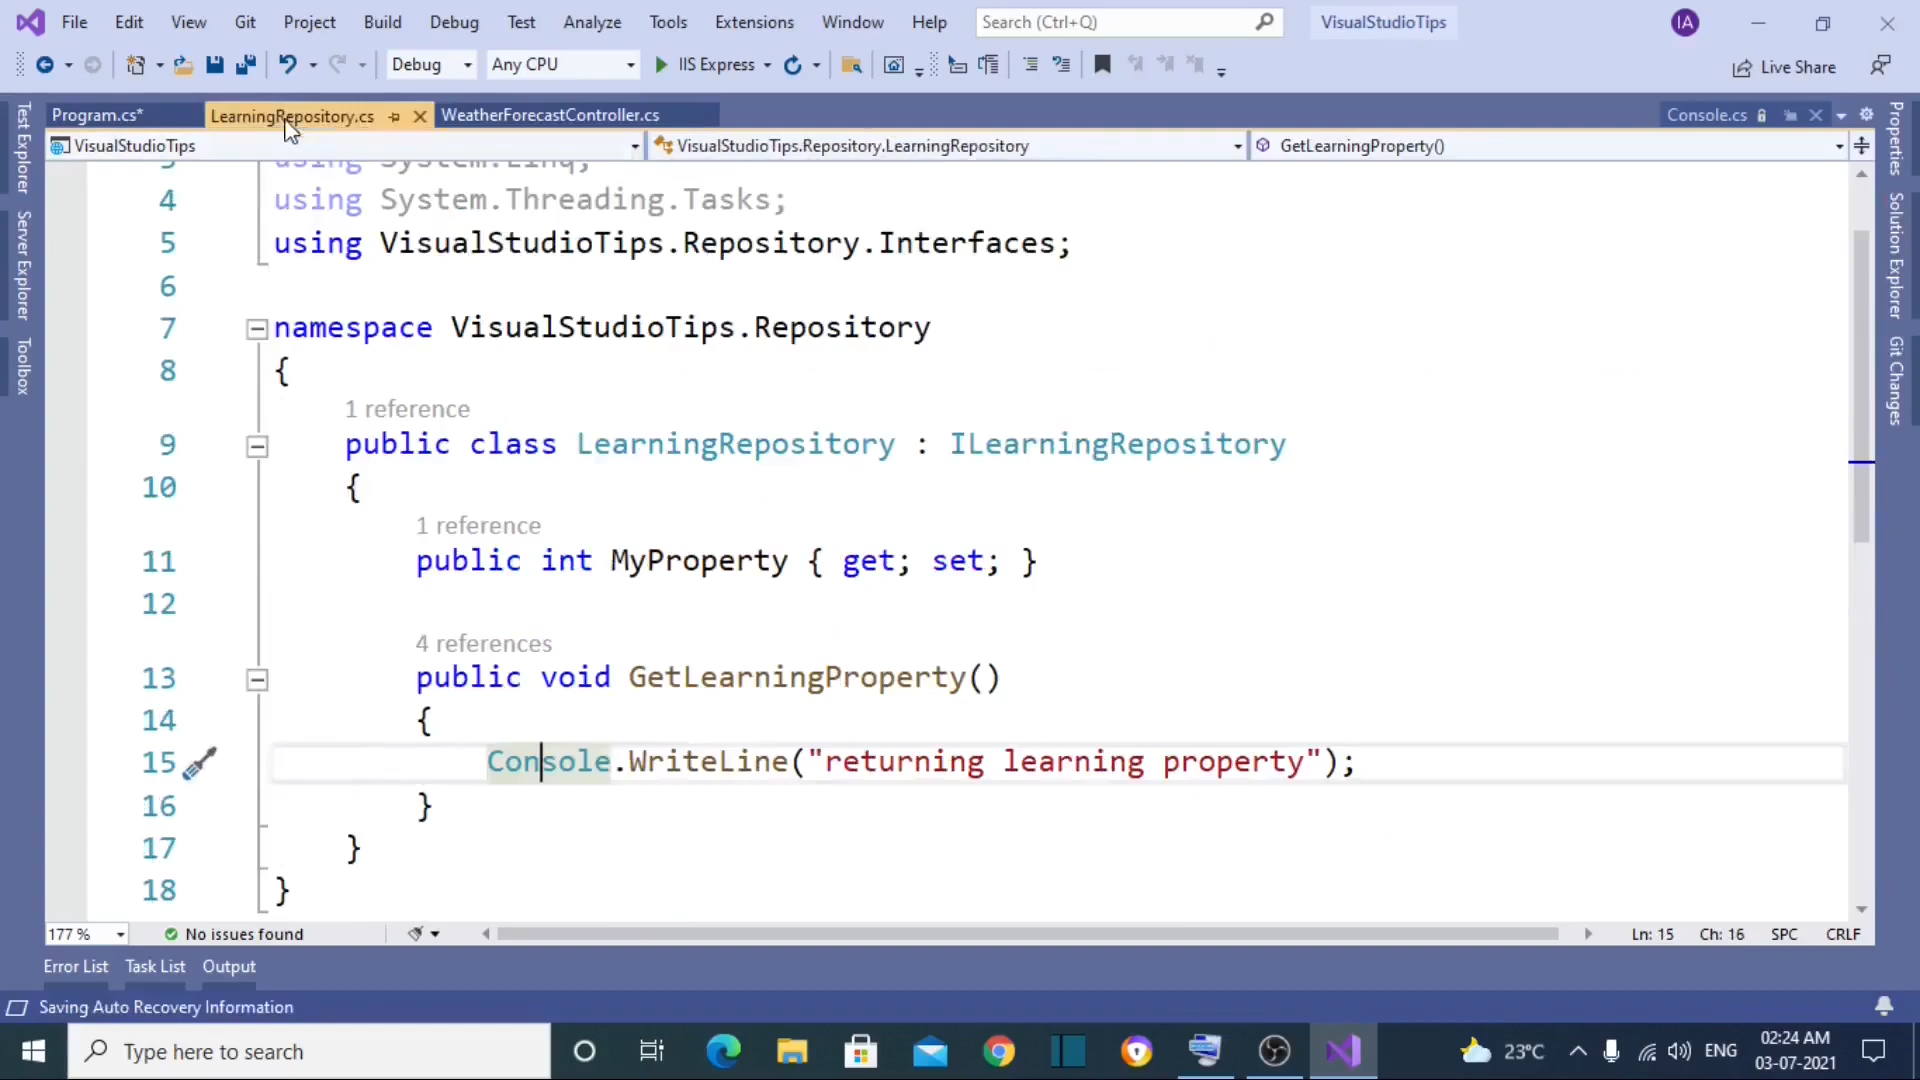 File Edit View Git Project Build Debug Test Analyze Tools Extensions Window Help Search (Ctrl+Q) VisualStudioTips IA
Debug Any CPU IIS Express Live Share
Program.cs* LearningRepository.cs WeatherForecastController.cs Console.cs
VisualStudioTips VisualStudioTips.Repository.LearningRepository GetLearningProperty()
Test Explorer
Server Explorer
Toolbox
Properties
Solution Explorer
Git Changes
3 using System.Linq;
4 using System.Threading.Tasks;
5 using VisualStudioTips.Repository.Interfaces;
6
7 namespace VisualStudioTips.Repository
8 {
1 reference
9 public class LearningRepository : ILearningRepository
10 {
1 reference
11 public int MyProperty { get; set; }
12
4 references
13 public void GetLearningProperty()
14 {
15 Console.WriteLine("returning learning property");
16 }
17 }
18 }
177 % No issues found Ln: 15 Ch: 16 SPC CRLF
Error List Task List Output
Saving Auto Recovery Information
Type here to search 23°C ENG 02:24 AM
03-07-2021